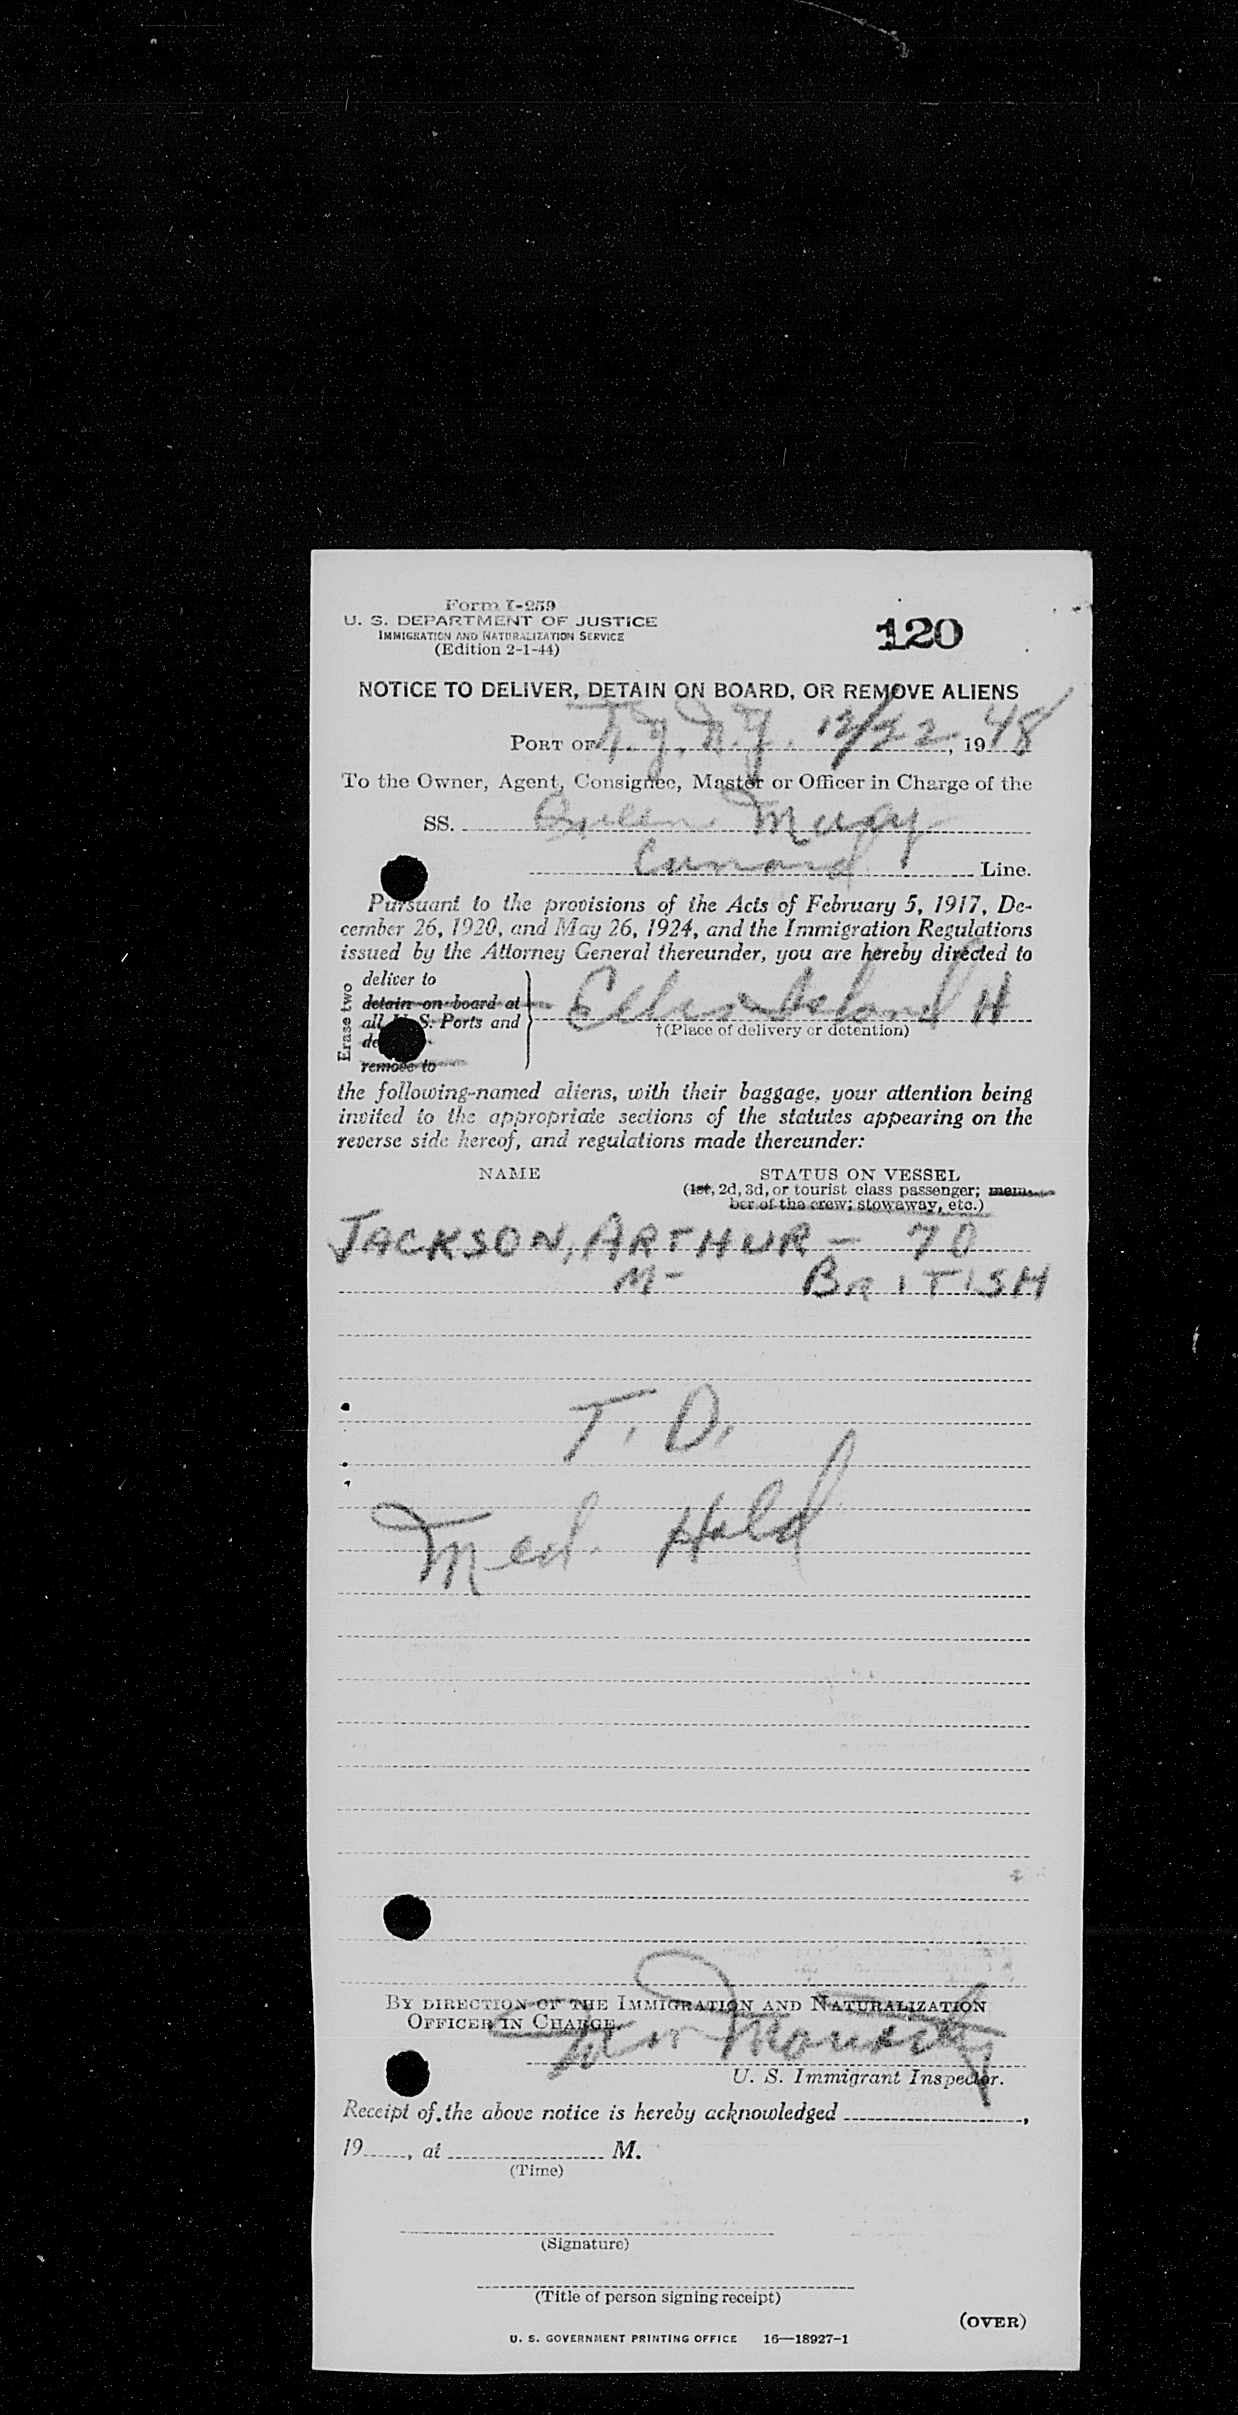 Form I-259
U. S. DEPARTMENT OF JUSTICE
IMMIGRATION AND NATURALIZATION SERVICE
(Edition 2-1-44)
120
NOTICE TO DELIVER, DETAIN ON BOARD, OR REMOVE ALIENS
PORT OF N.Y. N.Y. 12/22, 1948
To the Owner, Agent, Consignee, Master or Officer in Charge of the
SS. Queen Mary
Cunard Line.
Pursuant to the provisions of the Acts of February 5, 1917, De-
cember 26, 1920, and May 26, 1924, and the Immigration Regulations
issued by the Attorney General thereunder, you are hereby directed to
Erase two
deliver to
detain on board at
all U. S. Ports and
remove to
Ellis Island H
†(Place of delivery or detention)
the following-named aliens, with their baggage, your attention being
invited to the appropriate sections of the statutes appearing on the
reverse side hereof, and regulations made thereunder:
NAME STATUS ON VESSEL
(1st, 2d, 3d, or tourist class passenger; mem-
ber of the crew; stowaway, etc.)
JACKSON, ARTHUR - 70
M- BRITISH
T. D.
Med. Hold
BY DIRECTION OF THE IMMIGRATION AND NATURALIZATION
OFFICER IN CHARGE.
U. S. Immigrant Inspector.
Receipt of the above notice is hereby acknowledged ,
19 , at M.
(Time)
(Signature)
(Title of person signing receipt)
(OVER)
U. S. GOVERNMENT PRINTING OFFICE 16—18927-1